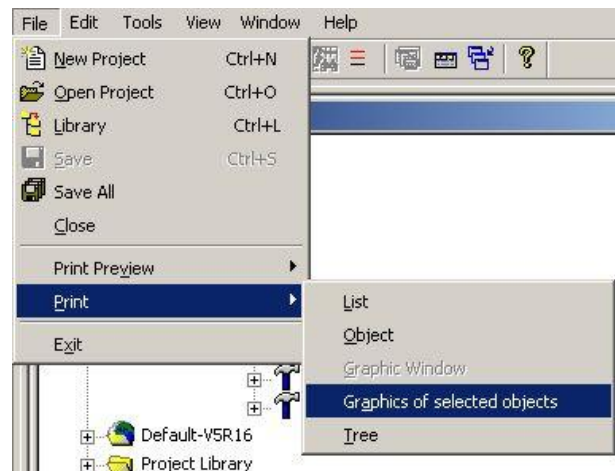 File Edit Tools View Window Help
New Project Ctrl+N
Open Project Ctrl+O
Library Ctrl+L
Save Ctrl+S
Save All
Close
Print Preview
Print
Exit
List
Object
Graphic Window
Graphics of selected objects
Tree
Default-V5R16
Project Library